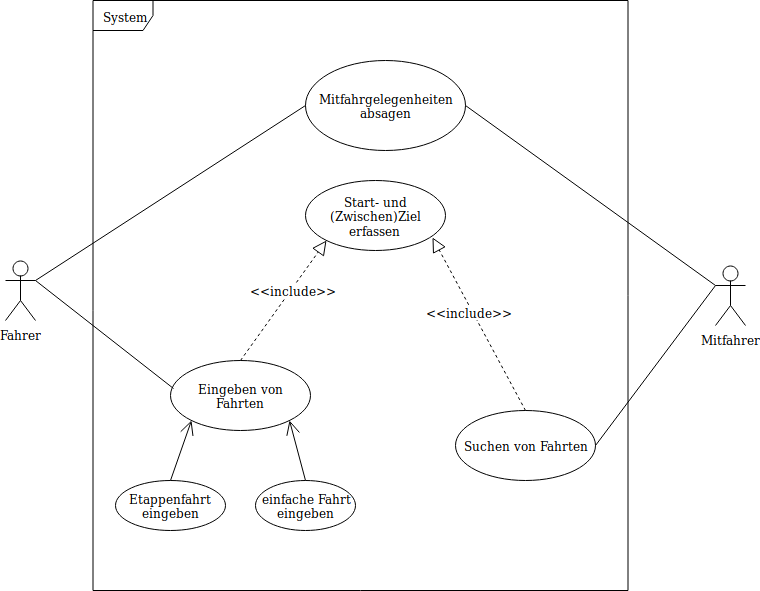 System
Mitfahrgelegenheiten
absagen
Start- und
(Zwischen)Ziel
erfassen
<<include>>
<<include>>
Fahrer
Mitfahrer
Eingeben von
Fahrten
Suchen von Fahrten
Etappenfahrt
eingeben
einfache Fahrt
eingeben